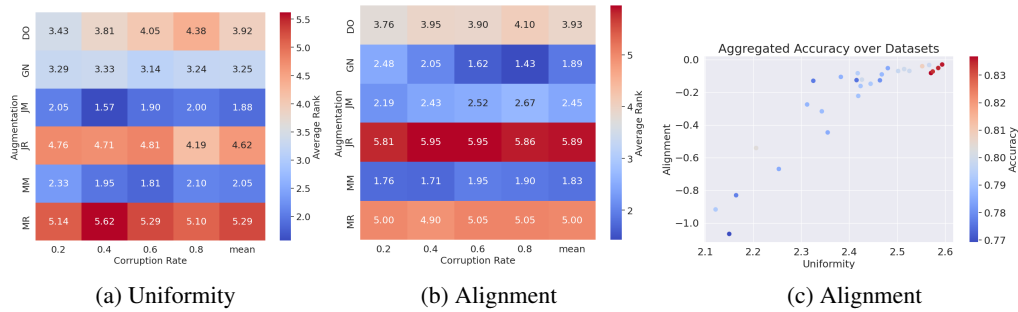 DO 3.43 3.81 4.05 4.38 3.92
GN 3.29 3.33 3.14 3.24 3.25
JM 2.05 1.57 1.90 2.00 1.88
JR 4.76 4.71 4.81 4.19 4.62
MM 2.33 1.95 1.81 2.10 2.05
MR 5.14 5.62 5.29 5.10 5.29
0.2 0.4 0.6 0.8 mean
Corruption Rate
Augmentation
5.5
5.0
4.5
4.0
3.5
3.0
2.5
2.0
Average Rank
(a) Uniformity
DO 3.76 3.95 3.90 4.10 3.93
GN 2.48 2.05 1.62 1.43 1.89
JM 2.19 2.43 2.52 2.67 2.45
JR 5.81 5.95 5.95 5.86 5.89
MM 1.76 1.71 1.95 1.90 1.83
MR 5.00 4.90 5.05 5.05 5.00
0.2 0.4 0.6 0.8 mean
Corruption Rate
Augmentation
5
4
3
2
Average Rank
(b) Alignment
Aggregated Accuracy over Datasets
0.0
−0.2
−0.4
−0.6
−0.8
−1.0
Alignment
2.1 2.2 2.3 2.4 2.5 2.6
Uniformity
0.83
0.82
0.81
0.80
0.79
0.78
0.77
Accuracy
(c) Alignment